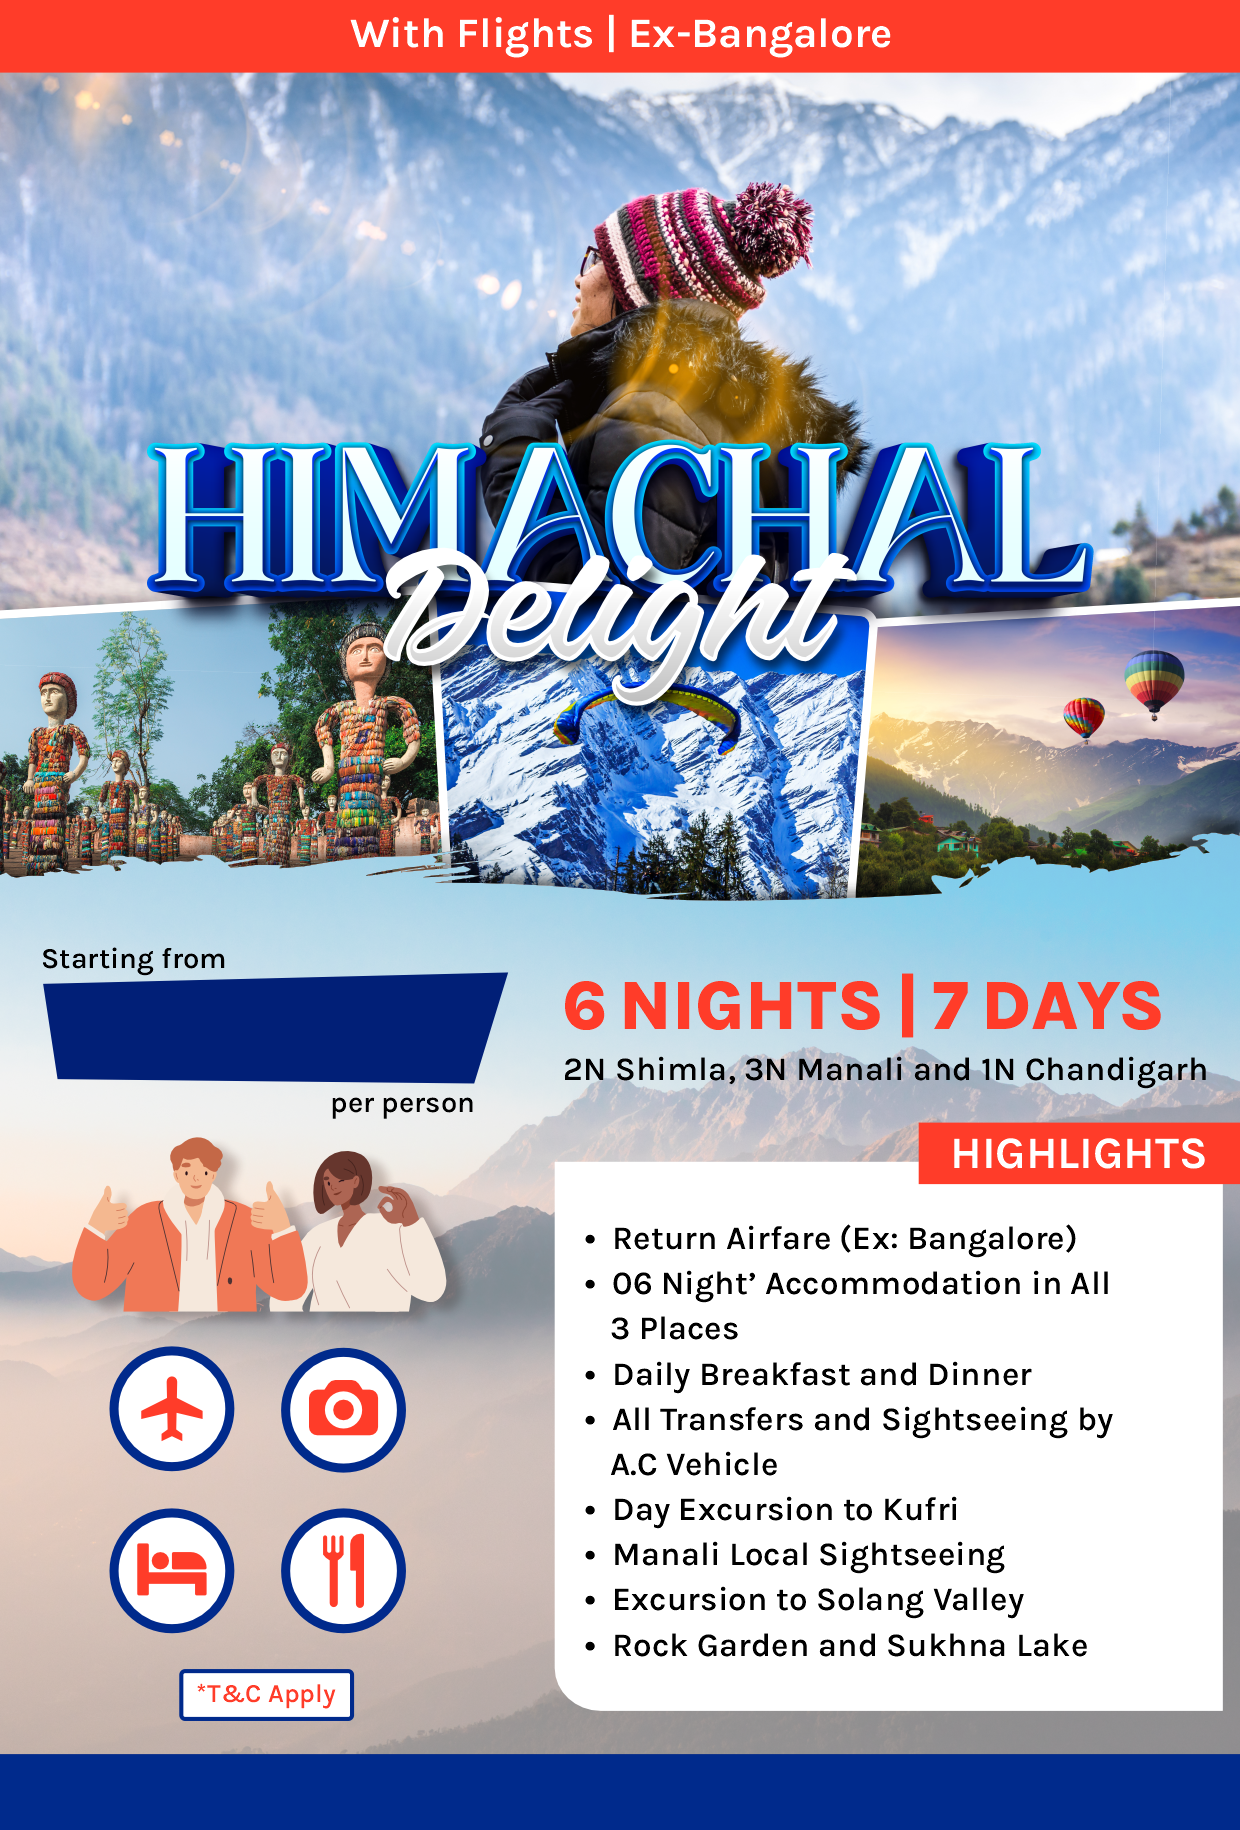 With Flights | Ex-Bangalore
HIMACHAL
Delight
Starting from
per person
6 NIGHTS | 7 DAYS
2N Shimla, 3N Manali and 1N Chandigarh
HIGHLIGHTS
• Return Airfare (Ex: Bangalore)
• 06 Night’ Accommodation in All
3 Places
• Daily Breakfast and Dinner
• All Transfers and Sightseeing by
A.C Vehicle
• Day Excursion to Kufri
• Manali Local Sightseeing
• Excursion to Solang Valley
• Rock Garden and Sukhna Lake
*T&C Apply